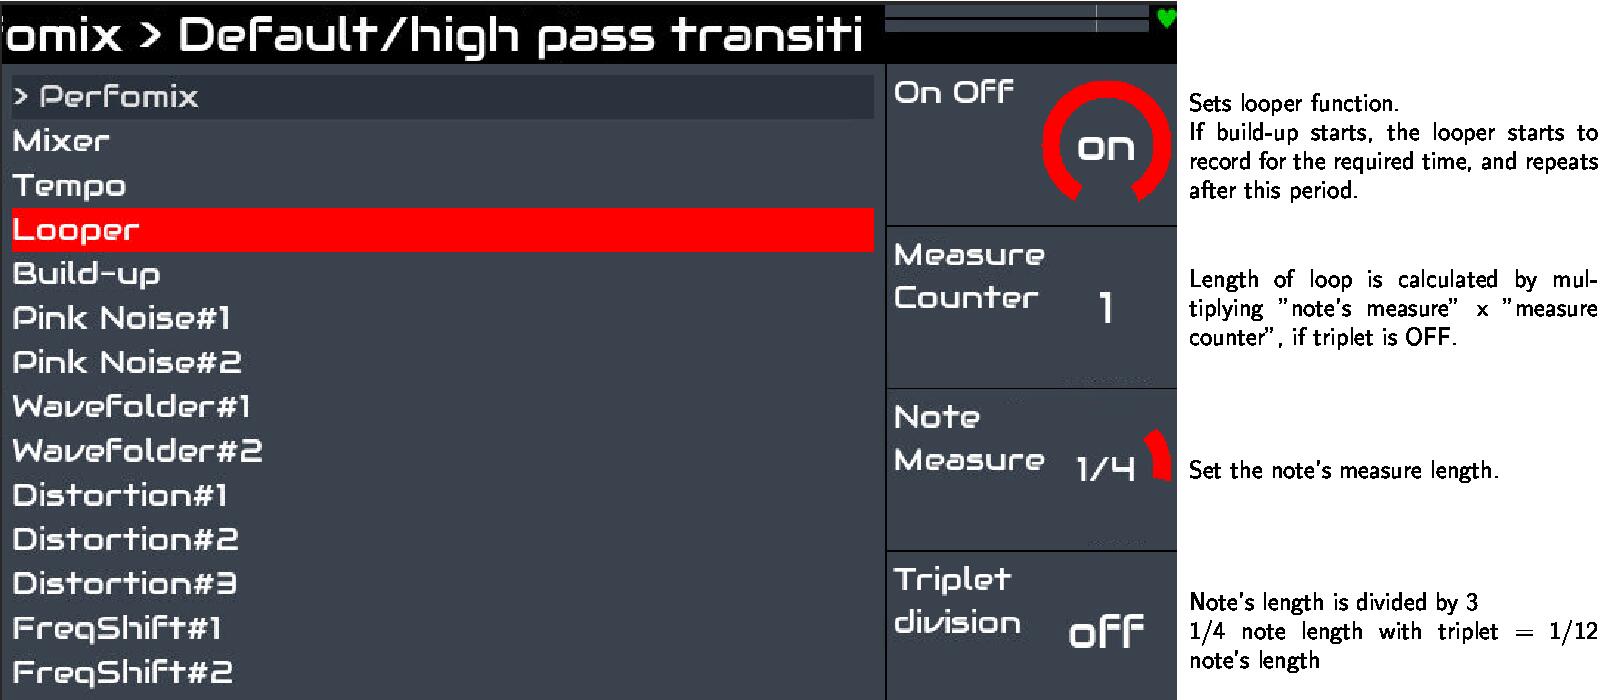 omix > Default/high pass transiti
> Perfomix
Mixer
Tempo
Looper
Build-up
Pink Noise#1
Pink Noise#2
Wavefolder#1
Wavefolder#2
Distortion#1
Distortion#2
Distortion#3
FreqShift#1
FreqShift#2
On Off
on
Measure
Counter
1
Note
Measure
1/4
Triplet
division
off
Sets looper function.
If build-up starts, the looper starts to
record for the required time, and repeats
after this period.
Length of loop is calculated by mul-
tiplying "note's measure" x "measure
counter", if triplet is OFF.
Set the note's measure length.
Note's length is divided by 3
1/4 note length with triplet = 1/12
note's length